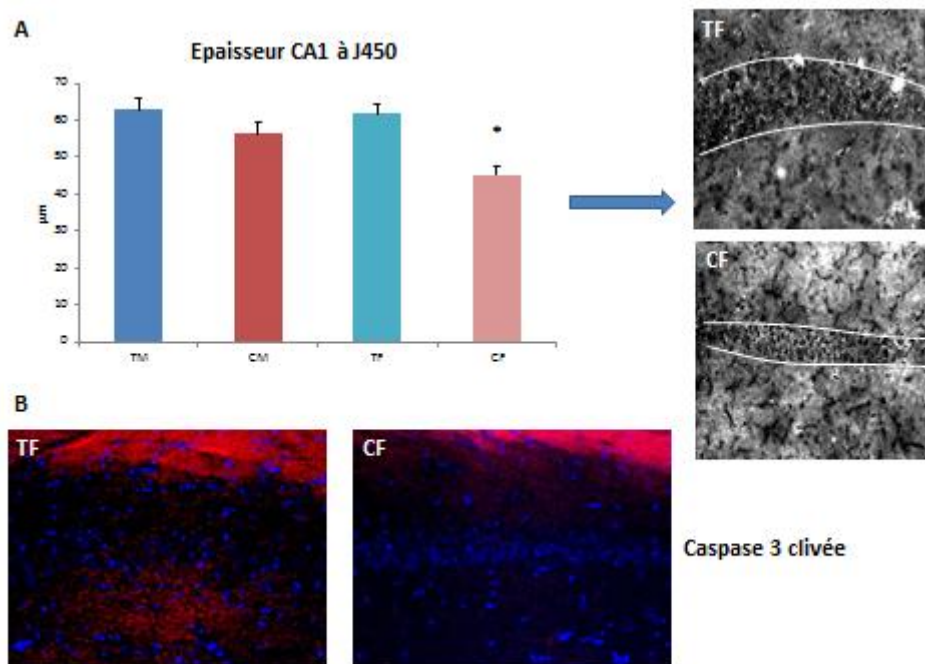 A
Epaisseur CA1 à J450
70
60
50
40
30
20
10
0
µm
*
TM
CM
TF
CF
TF
CF
B
TF
CF
Caspase 3 clivée